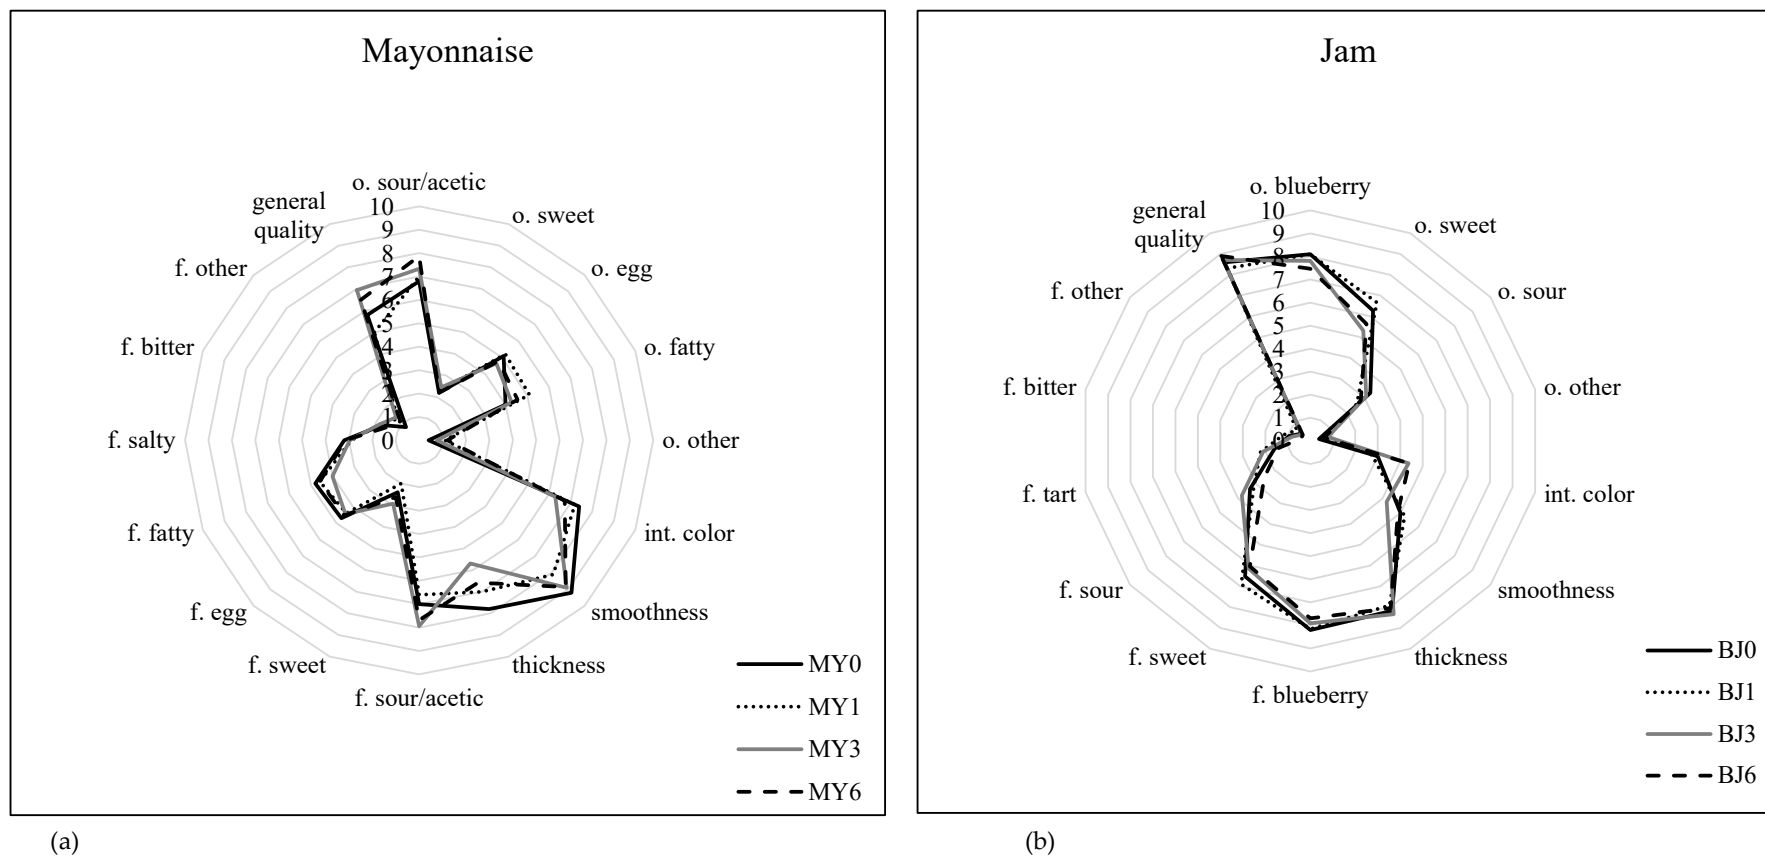 Mayonnaise
o. sour/acetic
general
quality
o. sweet
f. other
o. egg
f. bitter
o. fatty
f. salty
o. other
f. fatty
int. color
f. egg
smoothness
f. sweet
thickness
f. sour/acetic
10
9
8
7
6
5
4
3
2
1
0
MY0
MY1
MY3
MY6
(a)
Jam
o. blueberry
general
quality
o. sweet
f. other
o. sour
f. bitter
o. other
f. tart
int. color
f. sour
smoothness
f. sweet
thickness
f. blueberry
10
9
8
7
6
5
4
3
2
1
0
BJ0
BJ1
BJ3
BJ6
(b)